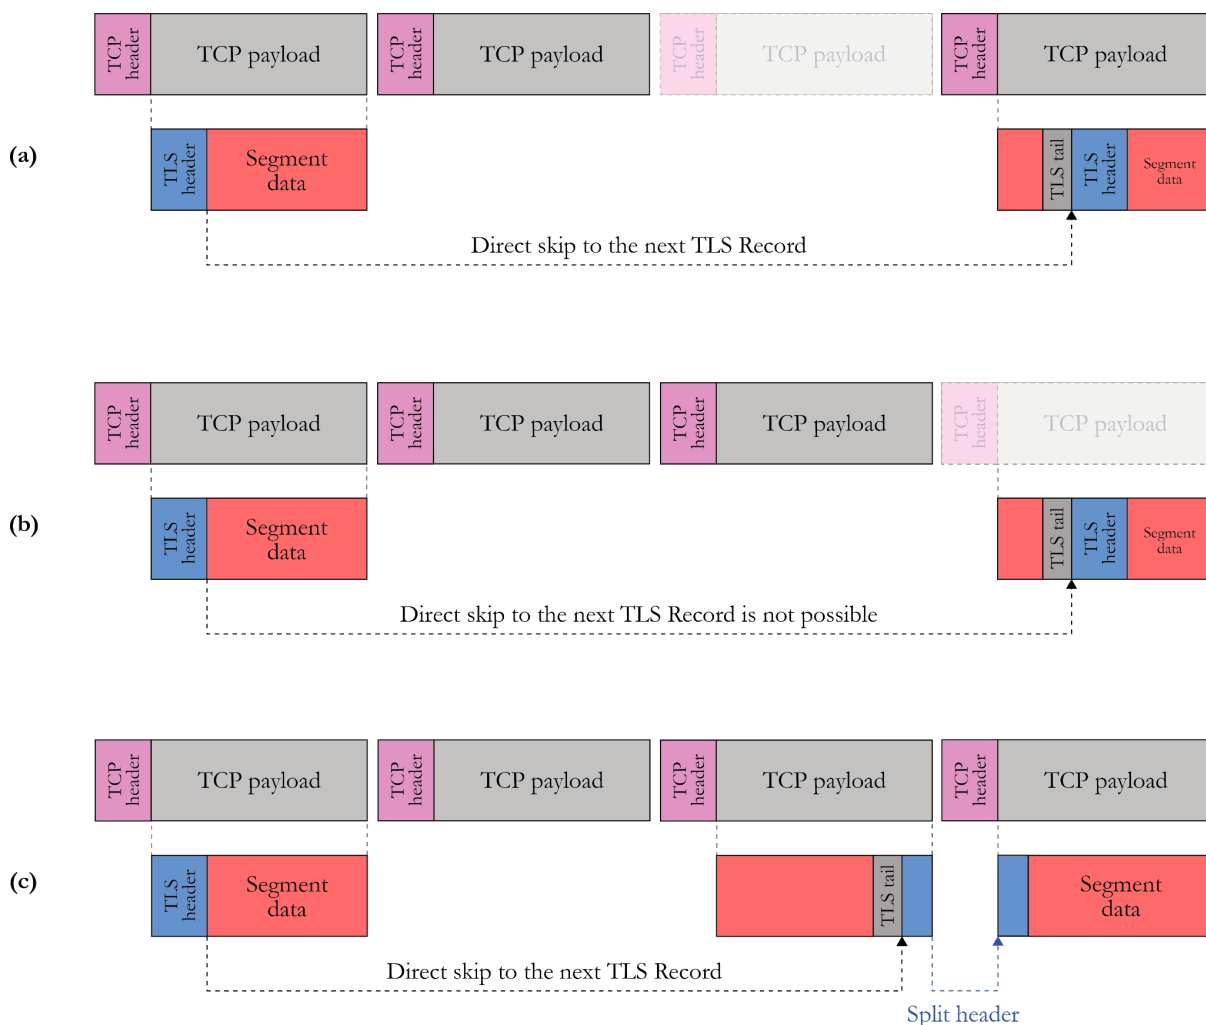 TCP header
TCP payload
TCP header
TCP payload
TCP header
TCP payload
TCP header
TCP payload
(a)
TLS header
Segment
data
TLS tail
TLS header
Segment
data
Direct skip to the next TLS Record
TCP header
TCP payload
TCP header
TCP payload
TCP header
TCP payload
TCP header
TCP payload
(b)
TLS header
Segment
data
TLS tail
TLS header
Segment
data
Direct skip to the next TLS Record is not possible
TCP header
TCP payload
TCP header
TCP payload
TCP header
TCP payload
TCP header
TCP payload
(c)
TLS header
Segment
data
TLS tail
Segment
data
Direct skip to the next TLS Record
Split header